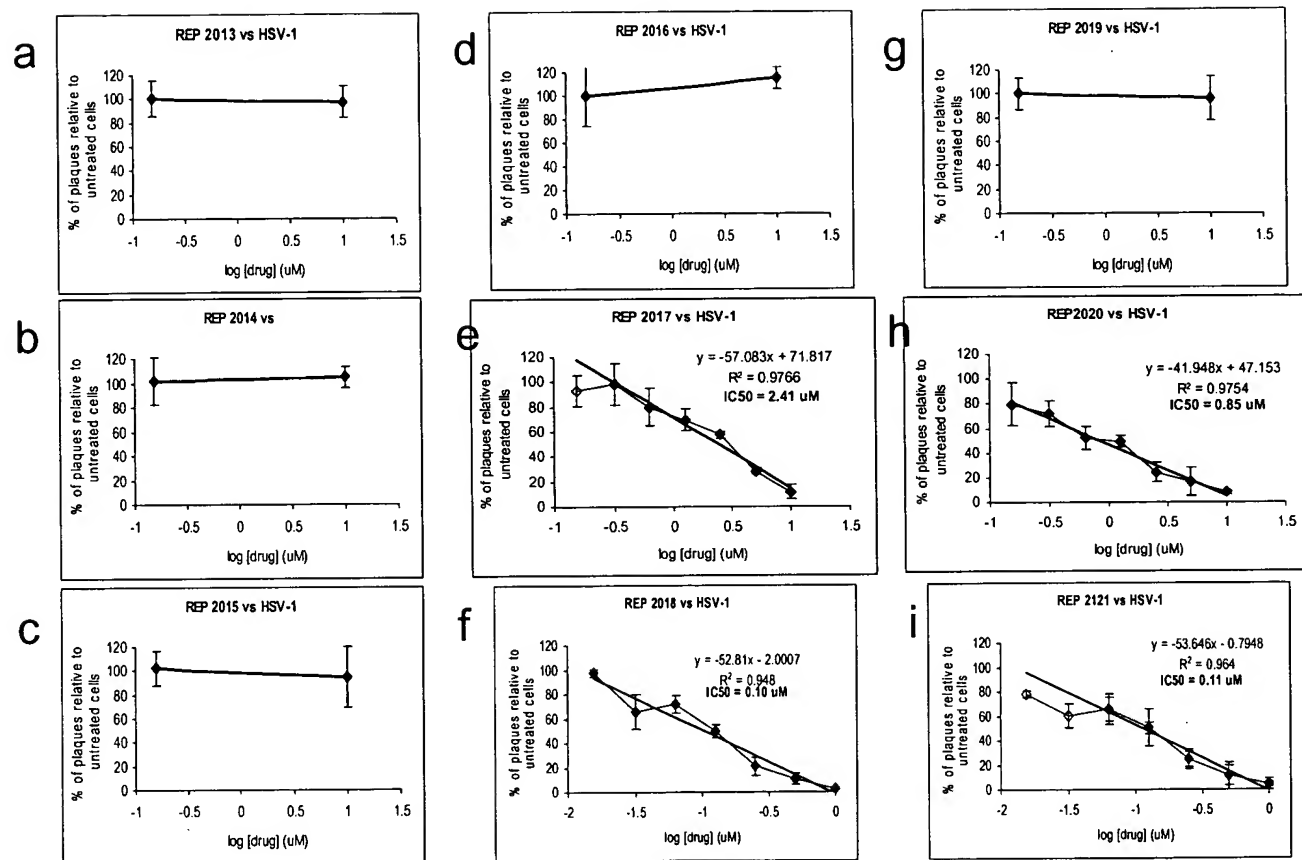 a
REP 2013 vs HSV-1
% of plaques relative to
untreated cells
120
100
80
60
40
20
0
-1
-0.5
0
0.5
1
1.5
log [drug] (uM)
d
REP 2016 vs HSV-1
% of plaques relative to
untreated cells
120
100
80
60
40
20
0
-1
-0.5
0
0.5
1
1.5
log [drug] (uM)
g
REP 2019 vs HSV-1
% of plaques relative to
untreated cells
120
100
80
60
40
20
0
-1
-0.5
0
0.5
1
1.5
log [drug] (uM)
b
REP 2014 vs
% of plaques relative to
untreated cells
120
100
80
60
40
20
0
-1
-0.5
0
0.5
1
1.5
log [drug] (uM)
e
REP 2017 vs HSV-1
y = -57.083x + 71.817
R² = 0.9766
IC50 = 2.41 uM
% of plaques relative to
untreated cells
120
100
80
60
40
20
0
-1
-0.5
0
0.5
1
1.5
log [drug] (uM)
h
REP2020 vs HSV-1
y = -41.948x + 47.153
R² = 0.9754
IC50 = 0.85 uM
% of plaques relative to
untreated cells
120
100
80
60
40
20
0
-1
-0.5
0
0.5
1
1.5
log [drug] (uM)
c
REP 2015 vs HSV-1
% of plaques relative to
untreated cells
120
100
80
60
40
20
0
-1
-0.5
0
0.5
1
1.5
log [drug] (uM)
f
REP 2018 vs HSV-1
y = -52.81x - 2.0007
R² = 0.948
IC50 = 0.10 uM
% of plaques relative to
untreated cells
120
100
80
60
40
20
0
-2
-1.5
-1
-0.5
0
log [drug] (uM)
i
REP 2121 vs HSV-1
y = -53.646x - 0.7948
R² = 0.964
IC50 = 0.11 uM
% of plaques relative to
untreated cells
120
100
80
60
40
20
0
-2
-1.5
-1
-0.5
0
log [drug] (uM)